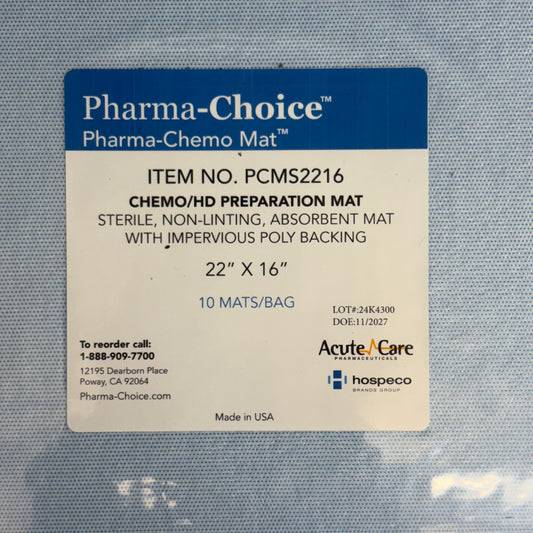 Pharma-Choice™
Pharma-Chemo Mat™
ITEM NO. PCMS2216
CHEMO/HD PREPARATION MAT
STERILE, NON-LINTING, ABSORBENT MAT
WITH IMPERVIOUS POLY BACKING
22” X 16”
10 MATS/BAG
LOT#:24K4300
DOE:11/2027
To reorder call:
1-888-909-7700
12195 Dearborn Place
Poway, CA 92064
Pharma-Choice.com
Acute Care
PHARMACEUTICALS
hospeco
BRANDS GROUP
Made in USA